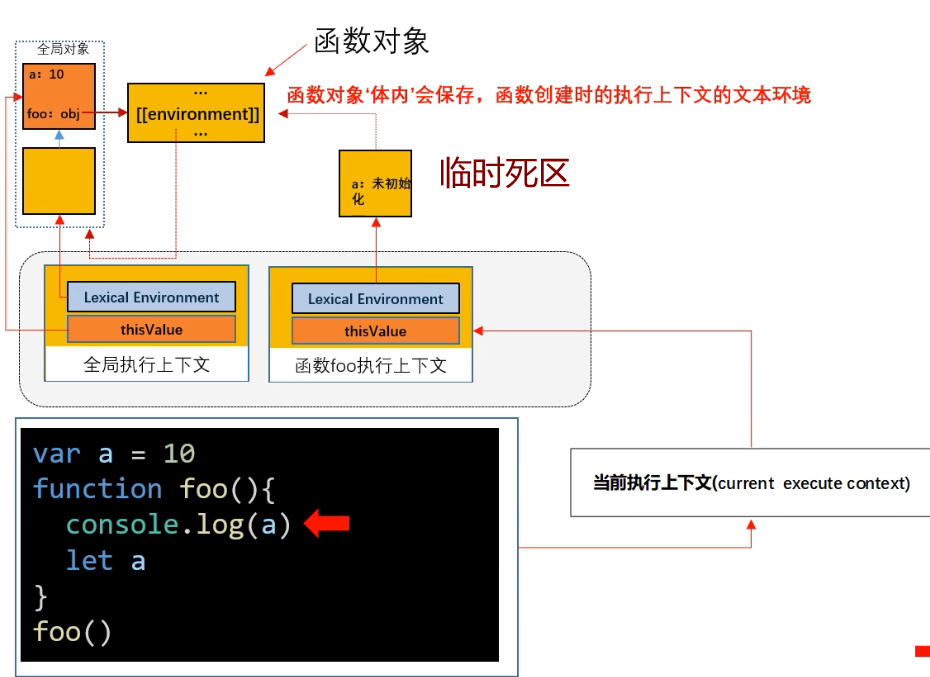 全局对象
a：10
foo：obj
函数对象
...
[[environment]]
...
函数对象‘体内’会保存，函数创建时的执行上下文的文本环境
a：未初始
化
临时死区
Lexical Environment
thisValue
全局执行上下文
Lexical Environment
thisValue
函数foo执行上下文
当前执行上下文(current execute context)
var a = 10
function foo(){
console.log(a)
let a
}
foo()